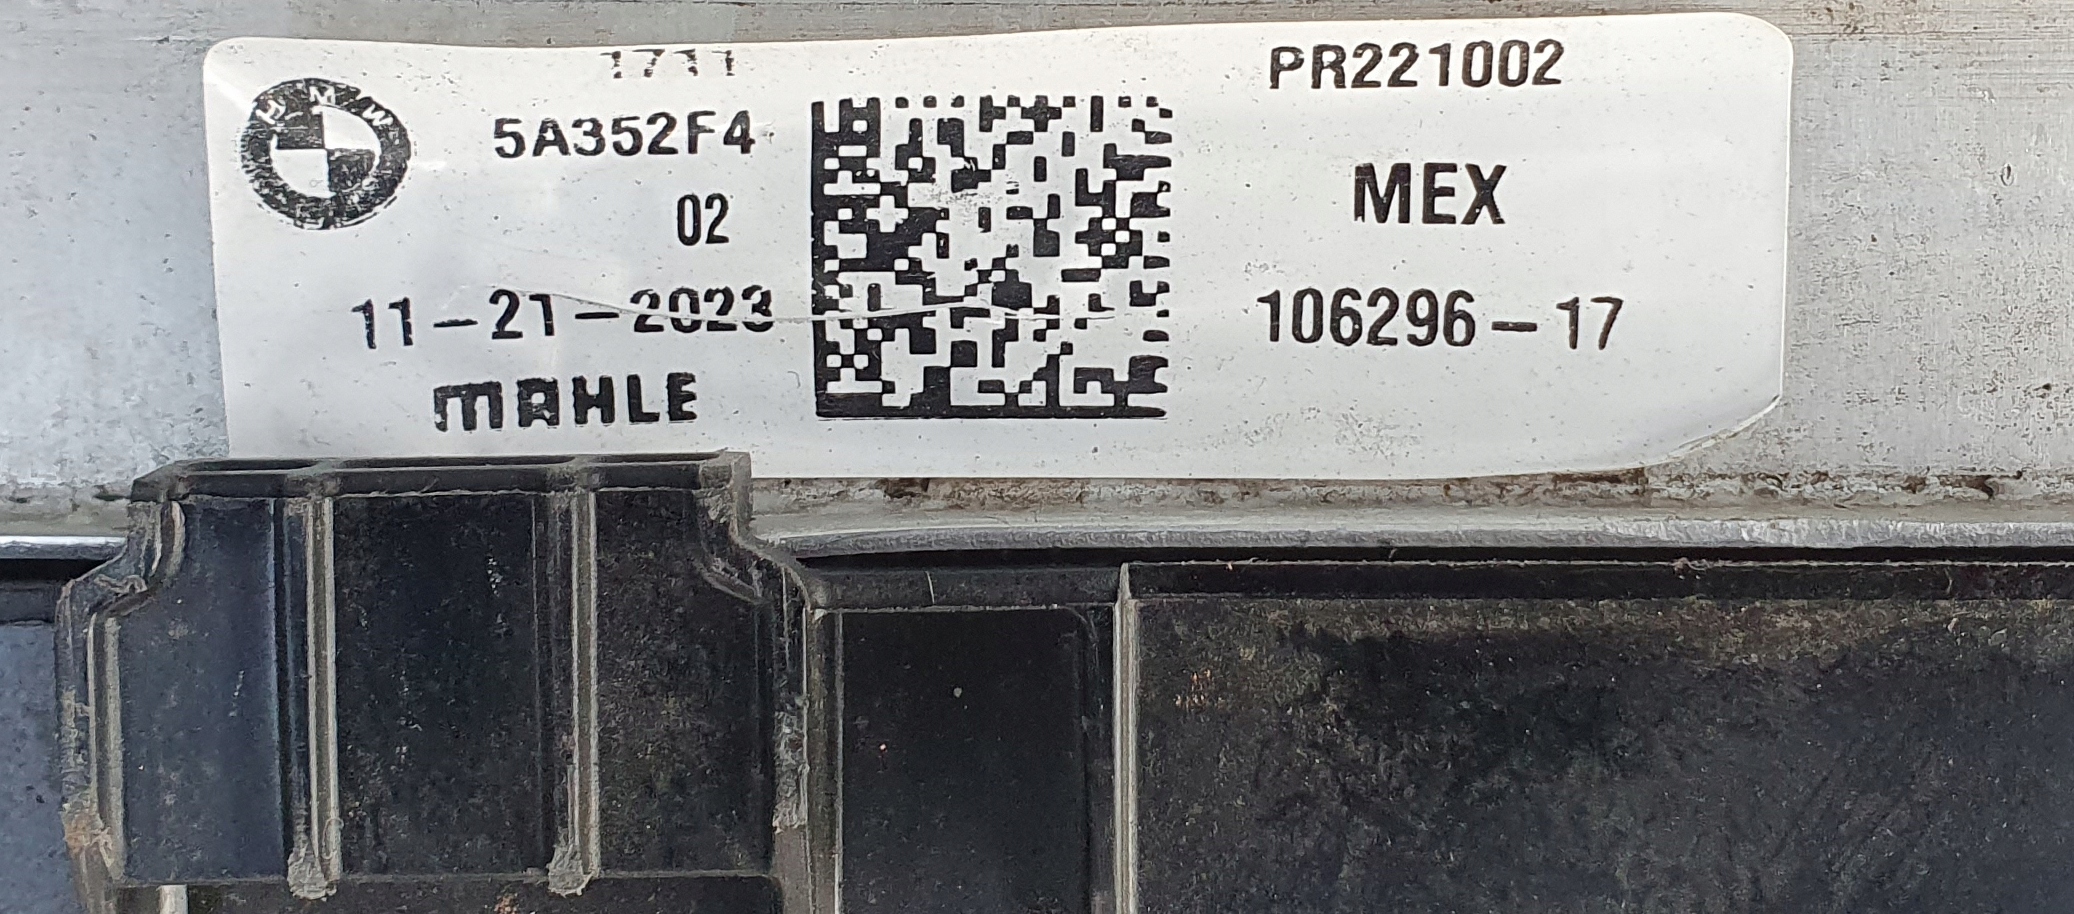 1711
PR221002
BMW
5A352F4
MEX
02
11-21-2023
106296-17
MAHLE